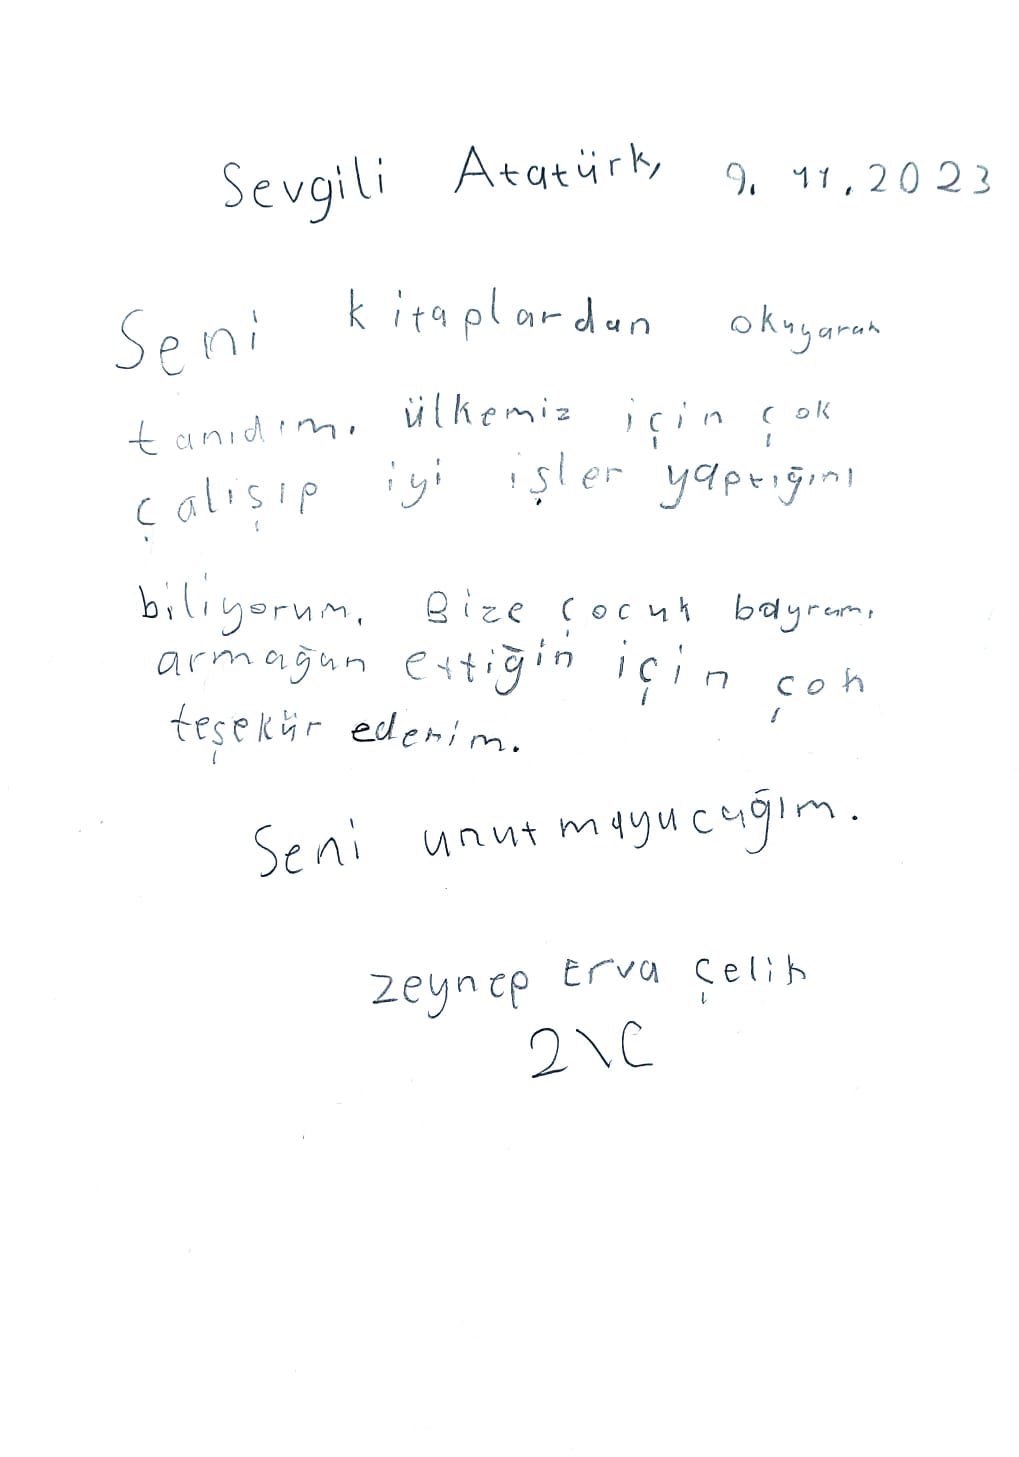 Sevgili Atatürk, 9.11.2023
Seni kitaplardan okuyarak
tanıdım. ülkemiz için çok
çalışıp iyi işler yaptığını
biliyorum. Bize çocuk bayramı
armağan ettiğin için çok
teşekür ederim.
Seni unutmayucağım.
Zeynep Erva Çelik
2\C